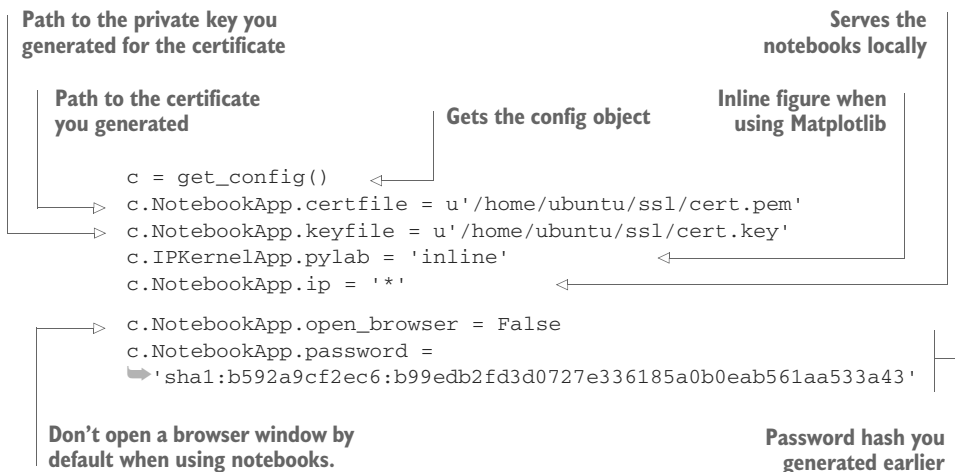 Path to the private key you
generated for the certificate
Serves the
notebooks locally
Path to the certificate
you generated
Gets the config object
Inline figure when
using Matplotlib
c = get_config()
c.NotebookApp.certfile = u'/home/ubuntu/ssl/cert.pem'
c.NotebookApp.keyfile = u'/home/ubuntu/ssl/cert.key'
c.IPKernelApp.pylab = 'inline'
c.NotebookApp.ip = '*'
c.NotebookApp.open_browser = False
c.NotebookApp.password =
'sha1:b592a9cf2ec6:b99edb2fd3d0727e336185a0b0eab561aa533a43'
Don’t open a browser window by
default when using notebooks.
Password hash you
generated earlier